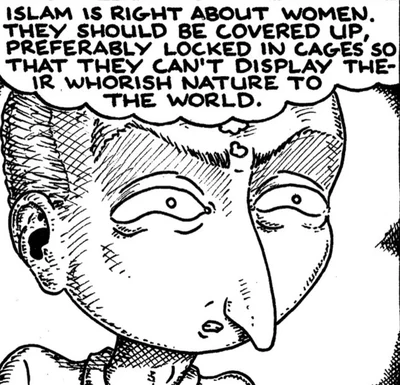 ISLAM IS RIGHT ABOUT WOMEN.
THEY SHOULD BE COVERED UP,
PREFERABLY LOCKED IN CAGES SO
THAT THEY CAN'T DISPLAY THE-
IR WHORISH NATURE TO
THE WORLD.